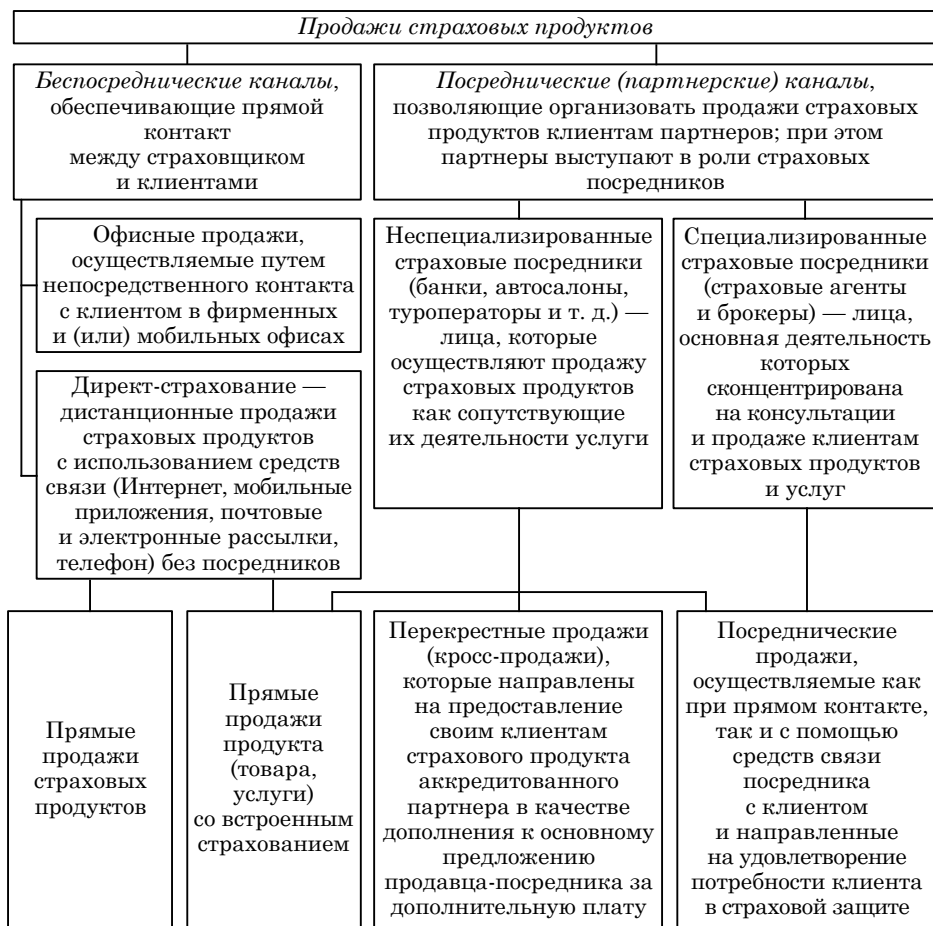 Продажи страховых продуктов
Беспосреднические каналы,
обеспечивающие прямой
контакт
между страховщиком
и клиентами
Посреднические (партнерские) каналы,
позволяющие организовать продажи страховых
продуктов клиентам партнеров; при этом
партнеры выступают в роли страховых
посредников
Офисные продажи,
осуществляемые путем
непосредственного контакта
с клиентом в фирменных
и (или) мобильных офисах
Директ-страхование —
дистанционные продажи
страховых продуктов
с использованием средств
связи (Интернет, мобильные
приложения, почтовые
и электронные рассылки,
телефон) без посредников
Неспециализированные
страховые посредники
(банки, автосалоны,
туроператоры и т. д.) —
лица, которые
осуществляют продажу
страховых продуктов
как сопутствующие
их деятельности услуги
Специализированные
страховые посредники
(страховые агенты
и брокеры) — лица,
основная деятельность
которых
сконцентрирована
на консультации
и продаже клиентам
страховых продуктов
и услуг
Прямые
продажи
страховых
продуктов
Прямые
продажи
продукта
(товара,
услуги)
со встроенным
страхованием
Перекрестные продажи
(кросс-продажи),
которые направлены
на предоставление
своим клиентам
страхового продукта
аккредитованного
партнера в качестве
дополнения к основному
предложению
продавца-посредника за
дополнительную плату
Посреднические
продажи,
осуществляемые как
при прямом контакте,
так и с помощью
средств связи
посредника
с клиентом
и направленные
на удовлетворение
потребности клиента
в страховой защите